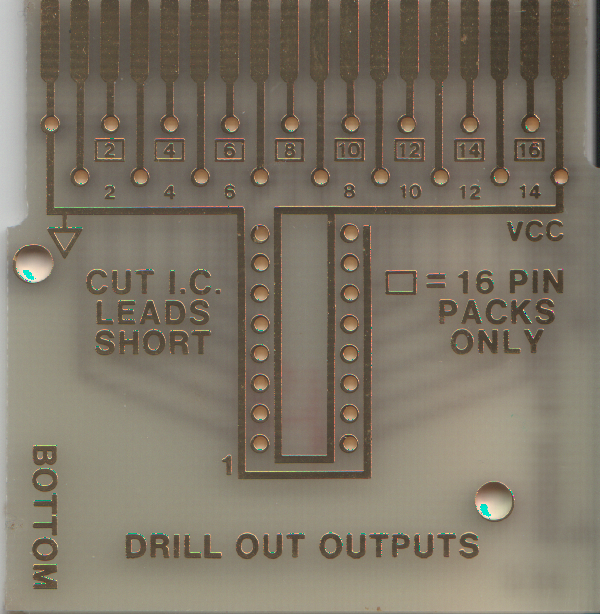 2 4 6 8 10 12 14 16
2 4 6 8 10 12 14
VCC
CUT I.C.
LEADS
SHORT
= 16 PIN
PACKS
ONLY
1
BOTTOM
DRILL OUT OUTPUTS